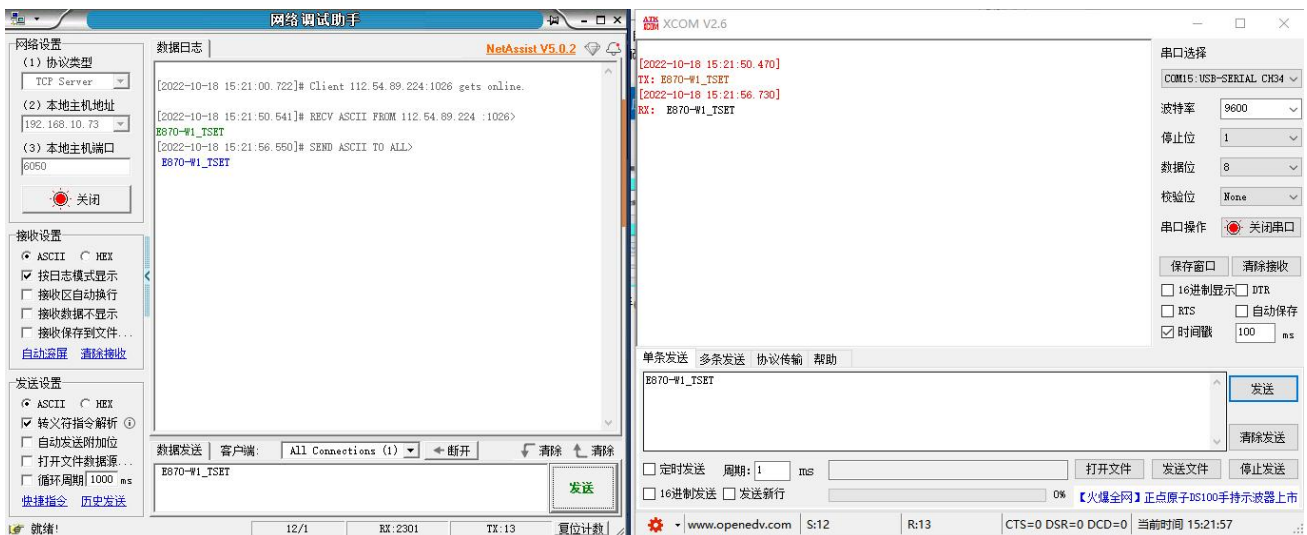 网络调试助手
网络设置
(1) 协议类型
TCP Server
(2) 本地主机地址
192.168.10.73
(3) 本地主机端口
6050
关闭
接收设置
ASCII HEX
按日志模式显示
接收区自动换行
接收数据不显示
接收保存到文件...
自动滚屏 清除接收
发送设置
ASCII HEX
转义符指令解析
自动发送附加位
打开文件数据源...
循环周期 1000 ms
快捷指令 历史发送
就绪!
数据日志
NetAssist V5.0.2
[2022-10-18 15:21:00.722]# Client 112.54.89.224:1026 gets online.
[2022-10-18 15:21:50.541]# RECV ASCII FROM 112.54.89.224 :1026>
E870-W1_TSET
[2022-10-18 15:21:56.550]# SEND ASCII TO ALL>
E870-W1_TSET
数据发送 客户端: All Connections (1) 断开 清除 清除
E870-W1_TSET
发送
12/1 RX:2301 TX:13 复位计数
ATK XCOM XCOM V2.6
[2022-10-18 15:21:50.470]
TX: E870-W1_TSET
[2022-10-18 15:21:56.730]
RX: E870-W1_TSET
串口选择
COM15:USB-SERIAL CH34
波特率 9600
停止位 1
数据位 8
校验位 None
串口操作 关闭串口
保存窗口 清除接收
16进制显示 DTR
RTS 自动保存
时间戳 100 ms
单条发送 多条发送 协议传输 帮助
E870-W1_TSET
发送
清除发送
定时发送 周期: 1 ms 打开文件 发送文件 停止发送
16进制发送 发送新行 0% 【火爆全网】正点原子DS100手持示波器上市
www.openedv.com S:12 R:13 CTS=0 DSR=0 DCD=0 当前时间 15:21:57